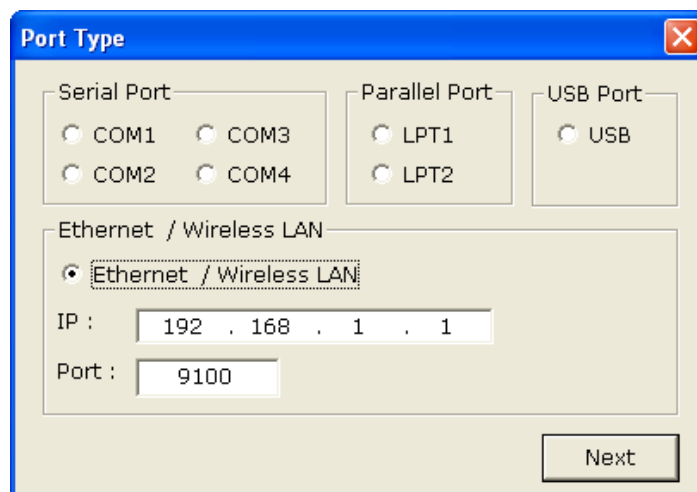 Port Type
Serial Port
COM1 COM3
COM2 COM4
Parallel Port
LPT1
LPT2
USB Port
USB
Ethernet / Wireless LAN
Ethernet / Wireless LAN
IP : 192 . 168 . 1 . 1
Port : 9100
Next